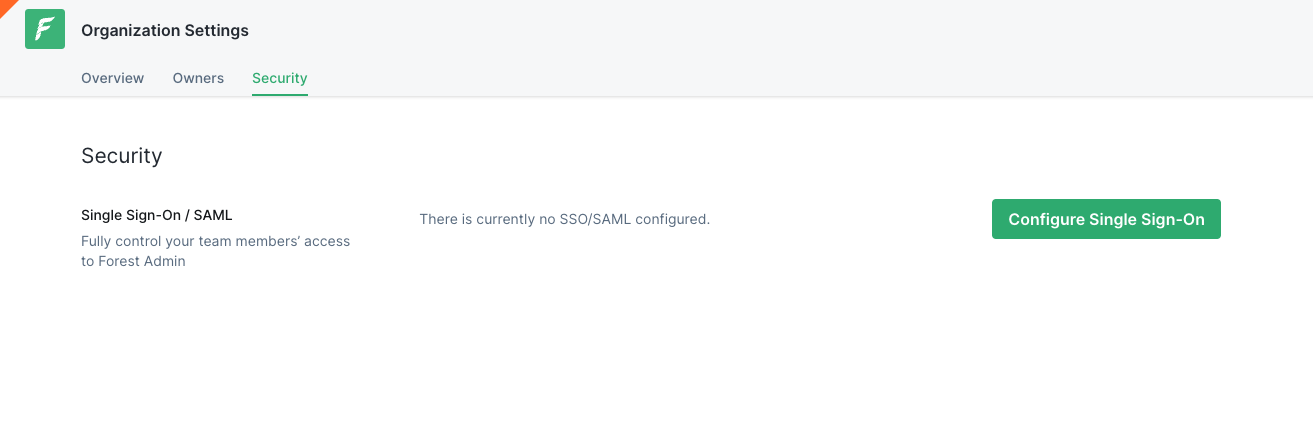 Organization Settings
Overview Owners Security
Security
Single Sign-On / SAML
Fully control your team members’ access
to Forest Admin
There is currently no SSO/SAML configured.
Configure Single Sign-On